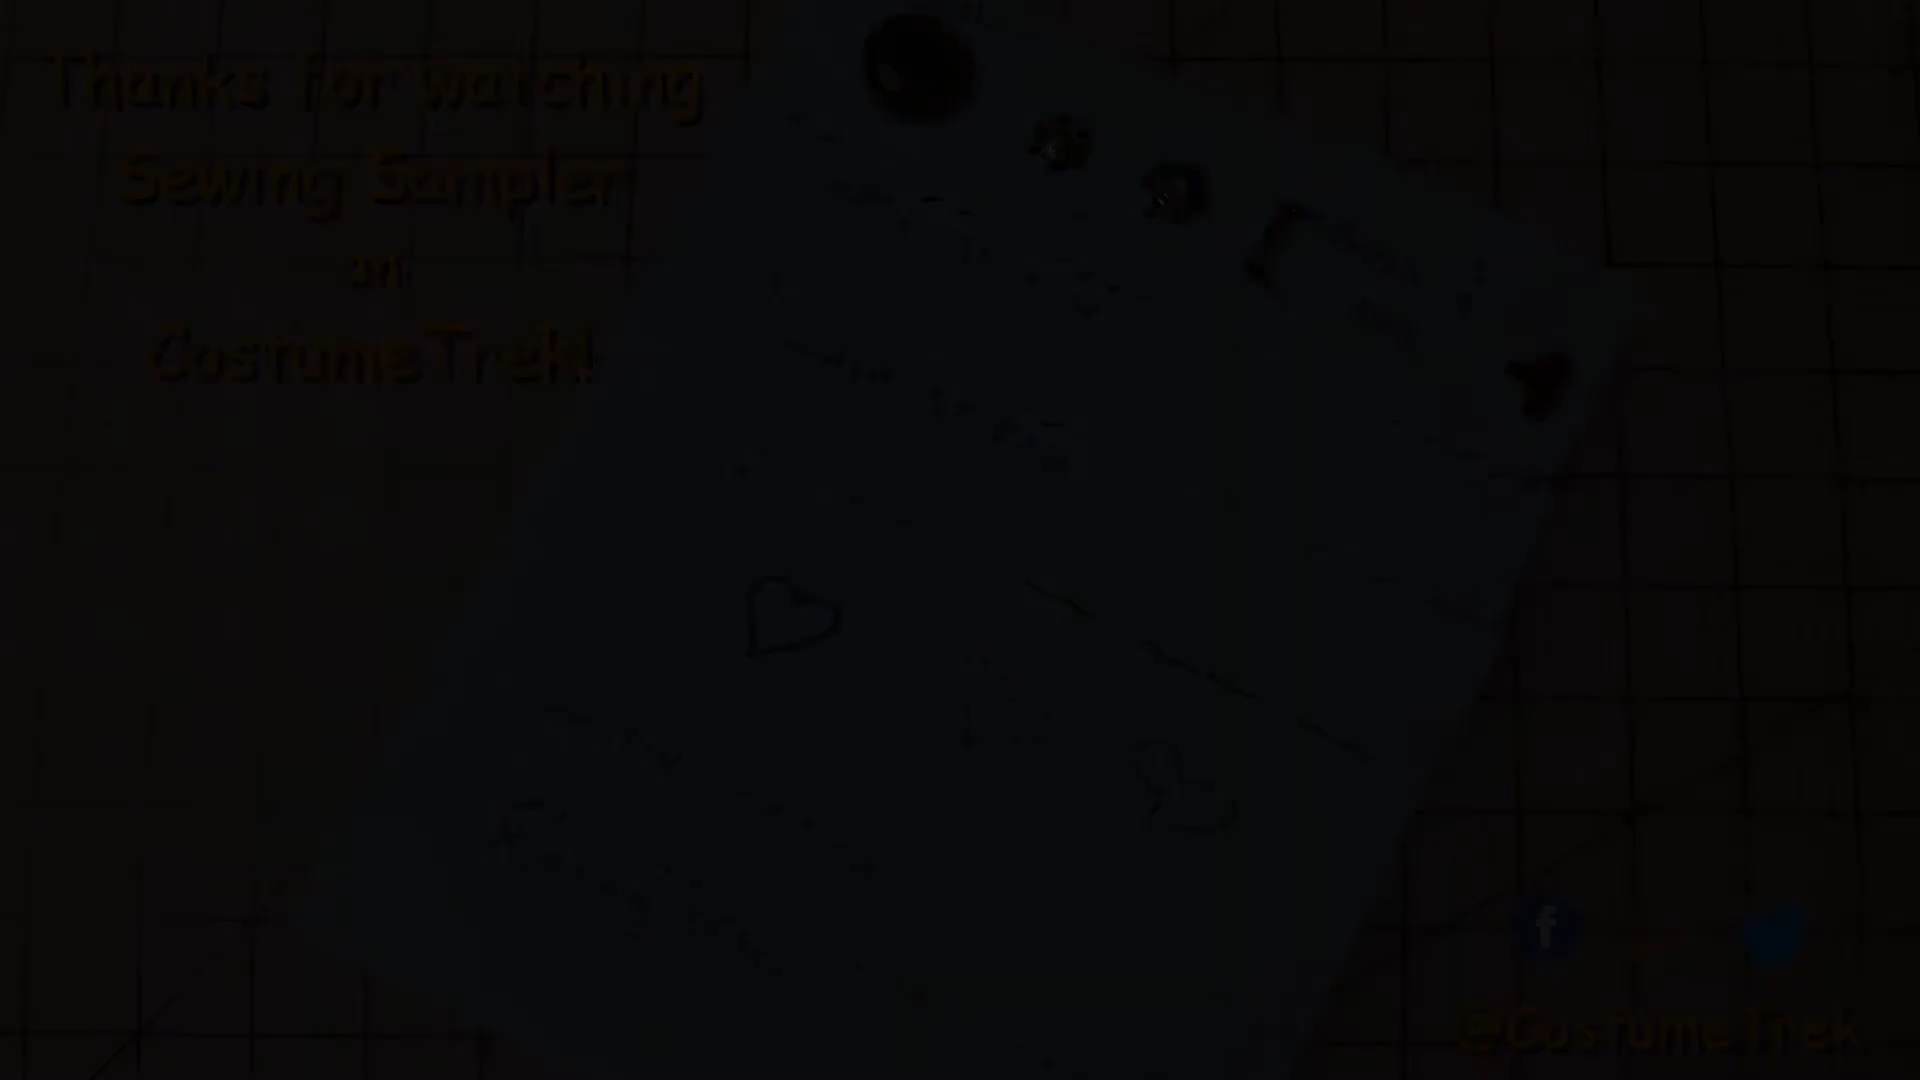 Thanks for watching
Sewing Sampler
on
CostumeTrek!
f
@CostumeTrek